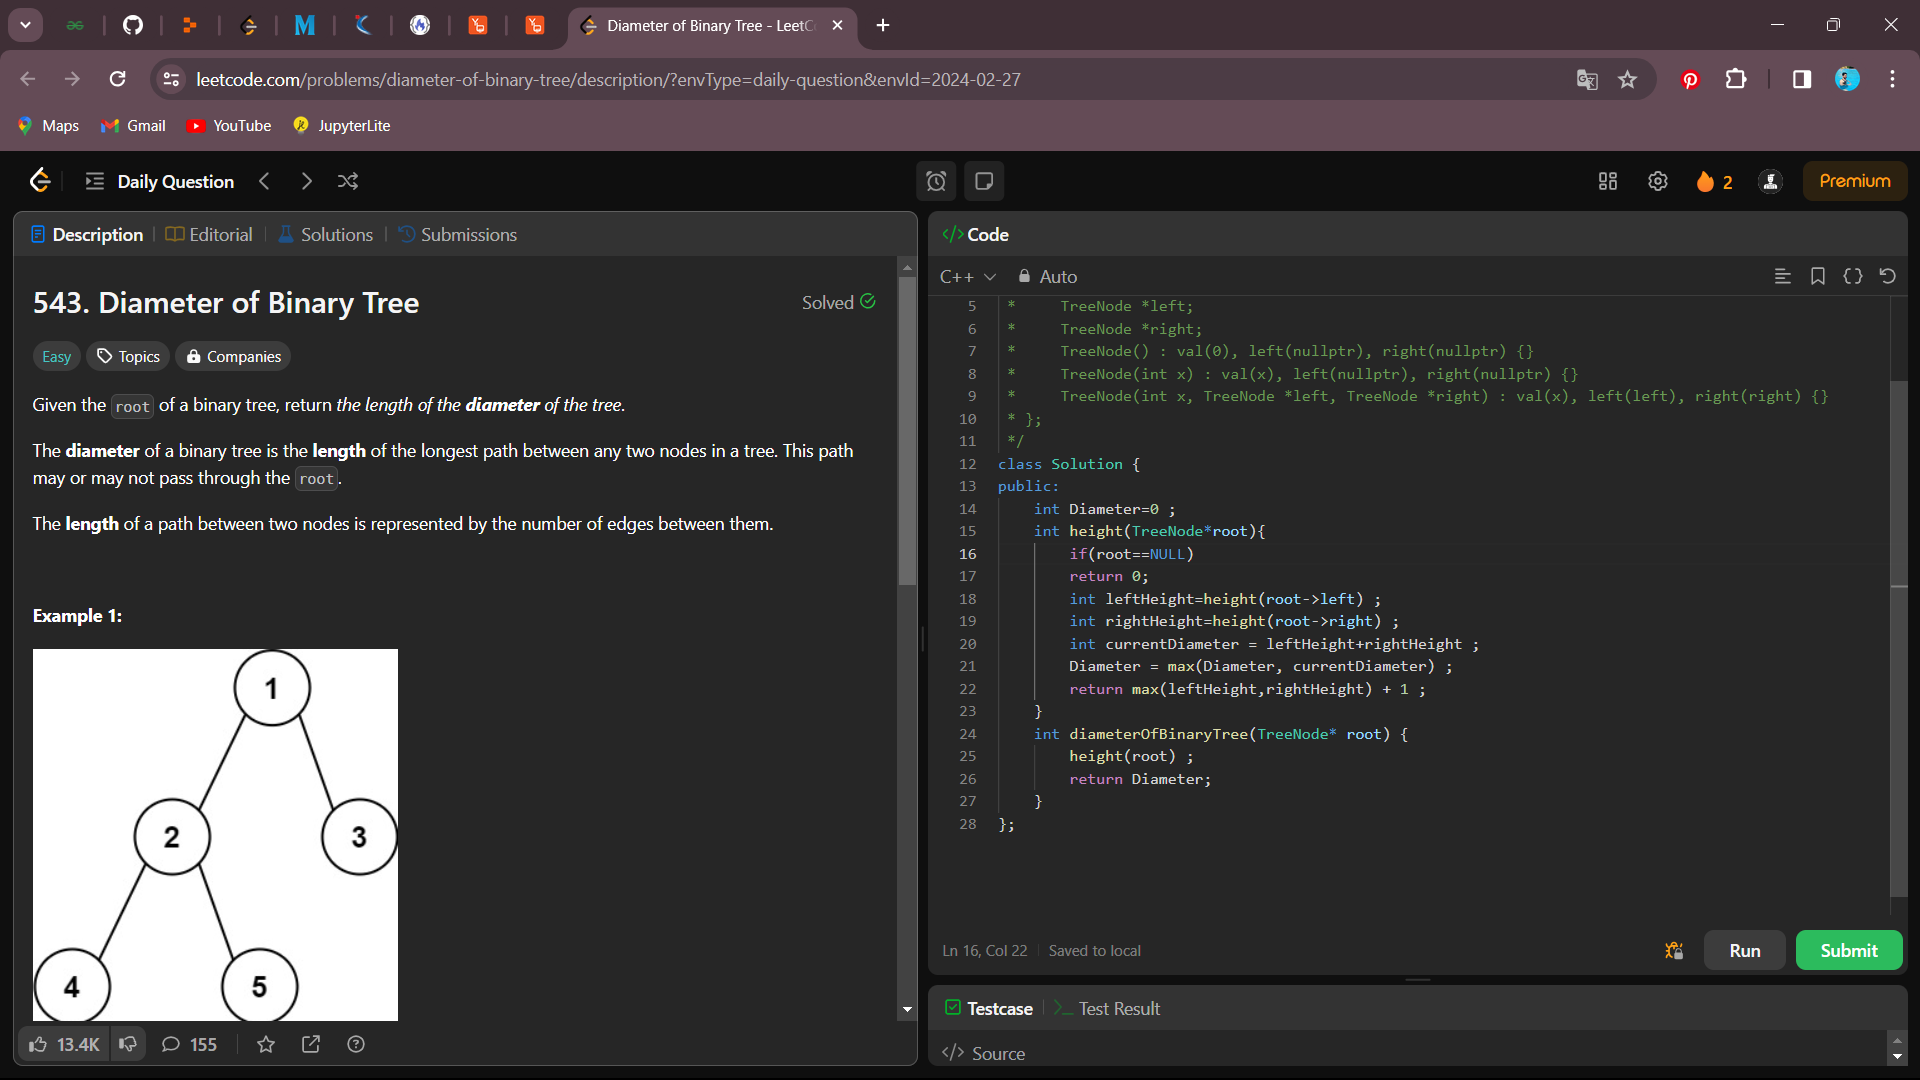 Diameter of Binary Tree - LeetC
leetcode.com/problems/diameter-of-binary-tree/description/?envType=daily-question&envId=2024-02-27
Maps Gmail YouTube JupyterLite
Daily Question 2 Premium
Description Editorial Solutions Submissions
543. Diameter of Binary Tree Solved
Easy Topics Companies
Given the root of a binary tree, return the length of the diameter of the tree.
The diameter of a binary tree is the length of the longest path between any two nodes in a tree. This path
may or may not pass through the root.
The length of a path between two nodes is represented by the number of edges between them.
Example 1:
1
2 3
4 5
13.4K 155
</> Code
C++ Auto
5 * TreeNode *left;
6 * TreeNode *right;
7 * TreeNode() : val(0), left(nullptr), right(nullptr) {}
8 * TreeNode(int x) : val(x), left(nullptr), right(nullptr) {}
9 * TreeNode(int x, TreeNode *left, TreeNode *right) : val(x), left(left), right(right) {}
10 * };
11 */
12 class Solution {
13 public:
14 int Diameter=0 ;
15 int height(TreeNode*root){
16 if(root==NULL)
17 return 0;
18 int leftHeight=height(root->left) ;
19 int rightHeight=height(root->right) ;
20 int currentDiameter = leftHeight+rightHeight ;
21 Diameter = max(Diameter, currentDiameter) ;
22 return max(leftHeight,rightHeight) + 1 ;
23 }
24 int diameterOfBinaryTree(TreeNode* root) {
25 height(root) ;
26 return Diameter;
27 }
28 };
Ln 16, Col 22 Saved to local Run Submit
Testcase >_ Test Result
</> Source